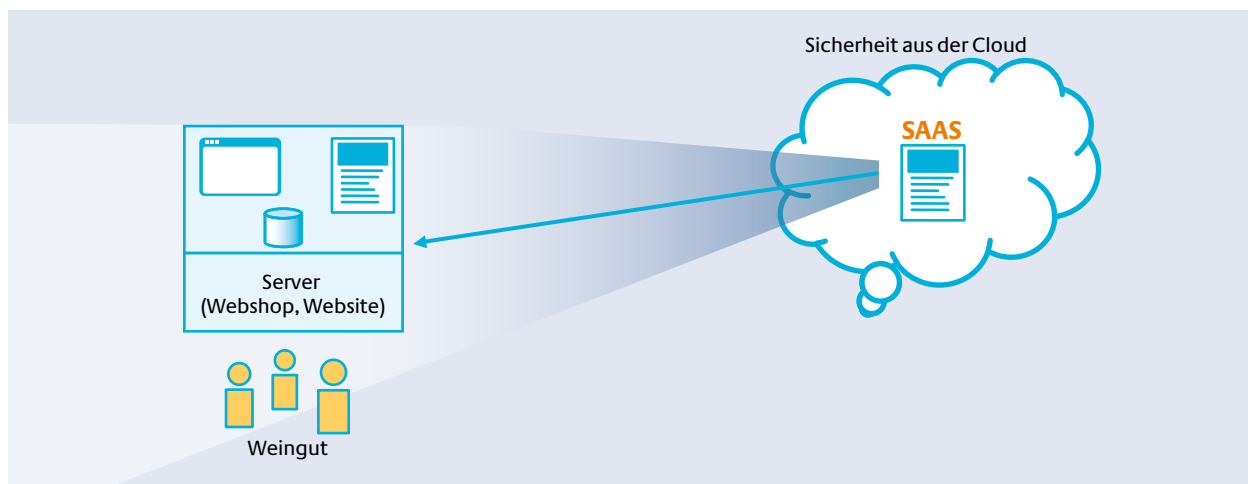 Sicherheit aus der Cloud
SAAS
Server
(Webshop, Website)
Weingut